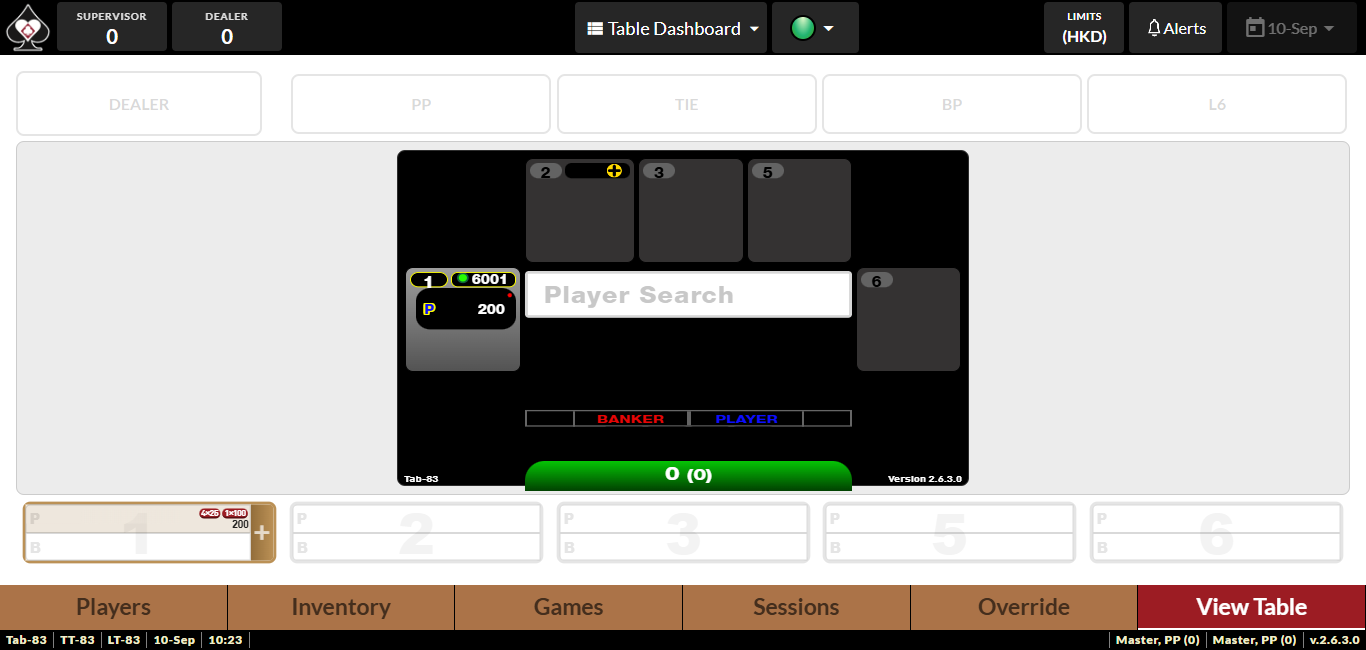 SUPERVISOR
0
DEALER
0
Table Dashboard
LIMITS
(HKD)
Alerts
10-Sep
DEALER
PP
TIE
BP
L6
2
3
5
1
6001
P
200
Player Search
6
BANKER
PLAYER
0 (0)
Tab-83
Version 2.6.3.0
P
4×25
1×100
200
1
+
B
P
2
B
P
3
B
P
5
B
P
6
B
Players
Inventory
Games
Sessions
Override
View Table
Tab-83
TT-83
LT-83
10-Sep
10:23
Master, PP (0)
Master, PP (0)
v.2.6.3.0